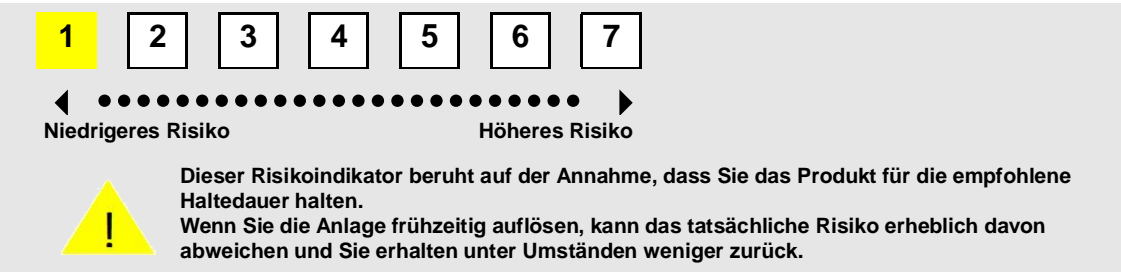 1 2 3 4 5 6 7
Niedrigeres Risiko Höheres Risiko
Dieser Risikoindikator beruht auf der Annahme, dass Sie das Produkt für die empfohlene
Haltedauer halten.
Wenn Sie die Anlage frühzeitig auflösen, kann das tatsächliche Risiko erheblich davon
abweichen und Sie erhalten unter Umständen weniger zurück.
!